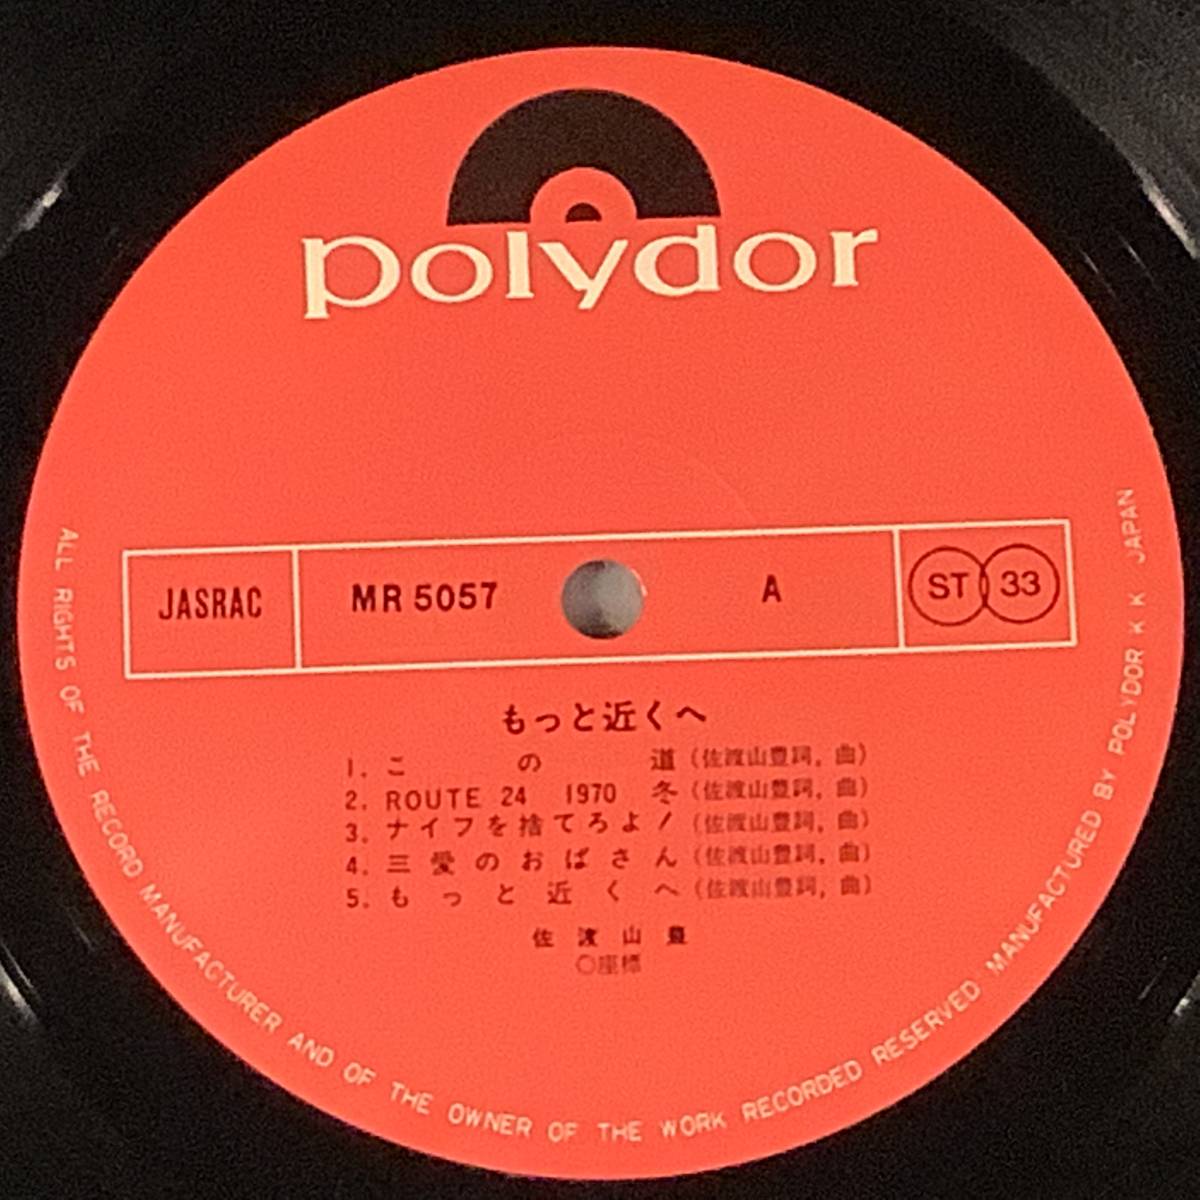 polydor
JASRAC MR 5057 A ST 33
もっと近くへ
1. この道 (佐渡山豊詞, 曲)
2. ROUTE 24 1970 冬 (佐渡山豊詞, 曲)
3. ナイフを捨てろよ! (佐渡山豊詞, 曲)
4. 三愛のおばさん (佐渡山豊詞, 曲)
5. もっと近くへ (佐渡山豊詞, 曲)
佐渡山豊
○座標
ALL RIGHTS OF THE RECORD MANUFACTURER AND OF THE OWNER OF THE WORK RECORDED RESERVED MANUFACTURED BY POLYDOR K K JAPAN